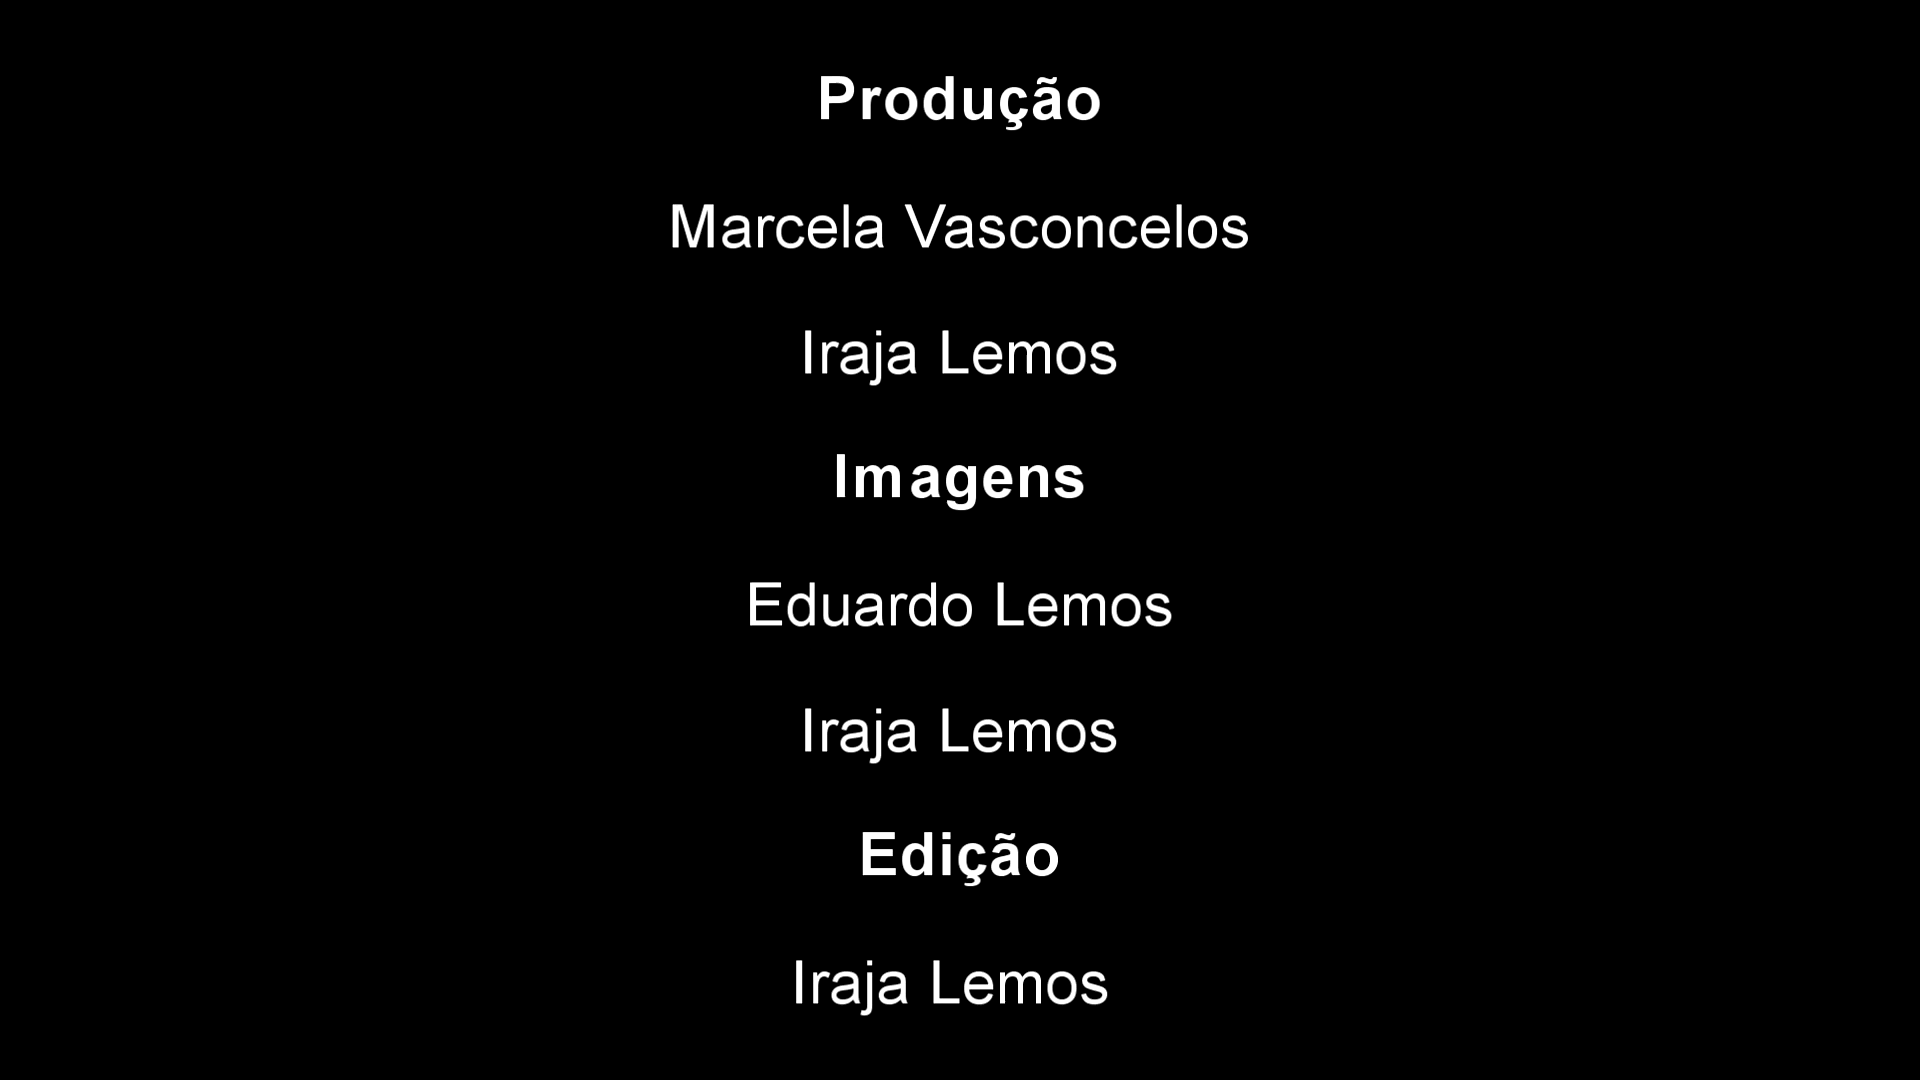 Produção
Marcela Vasconcelos
Iraja Lemos
Imagens
Eduardo Lemos
Iraja Lemos
Edição
Iraja Lemos